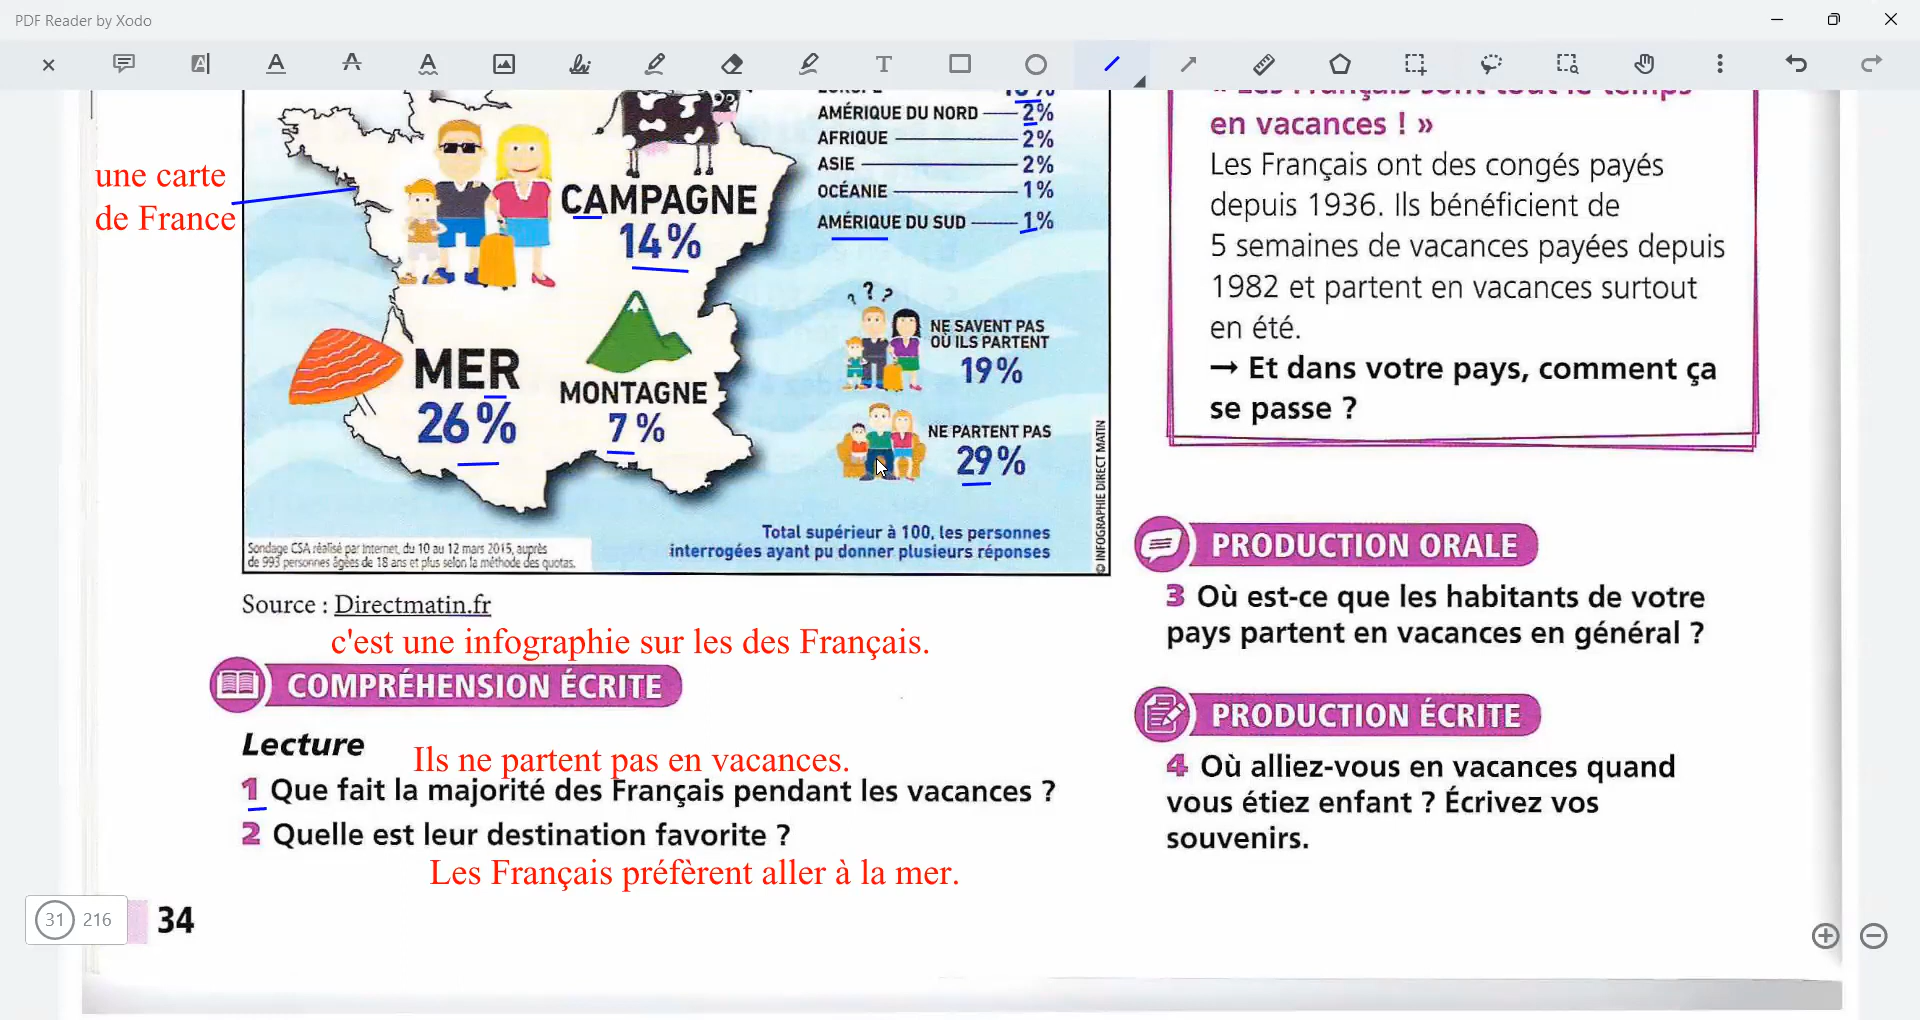 PDF Reader by Xodo
AMÉRIQUE DU NORD 2%
AFRIQUE 2%
ASIE 2%
OCÉANIE 1%
AMÉRIQUE DU SUD 1%
une carte
de France
CAMPAGNE
14%
MER
26%
MONTAGNE
7%
NE SAVENT PAS
OÙ ILS PARTENT
19%
NE PARTENT PAS
29%
Total supérieur à 100, les personnes
interrogées ayant pu donner plusieurs réponses
Sondage CSA réalisé par Internet, du 10 au 12 mars 2015, auprès
de 993 personnes âgées de 18 ans et plus selon la méthode des quotas.
© INFOGRAPHIE DIRECT MATIN
Source : Directmatin.fr
c'est une infographie sur les des Français.
COMPRÉHENSION ÉCRITE
Lecture
Ils ne partent pas en vacances.
1 Que fait la majorité des Français pendant les vacances ?
2 Quelle est leur destination favorite ?
Les Français préfèrent aller à la mer.
31 216
34
« Les Français sont tout le temps
en vacances ! »
Les Français ont des congés payés
depuis 1936. Ils bénéficient de
5 semaines de vacances payées depuis
1982 et partent en vacances surtout
en été.
→ Et dans votre pays, comment ça
se passe ?
PRODUCTION ORALE
3 Où est-ce que les habitants de votre
pays partent en vacances en général ?
PRODUCTION ÉCRITE
4 Où alliez-vous en vacances quand
vous étiez enfant ? Écrivez vos
souvenirs.